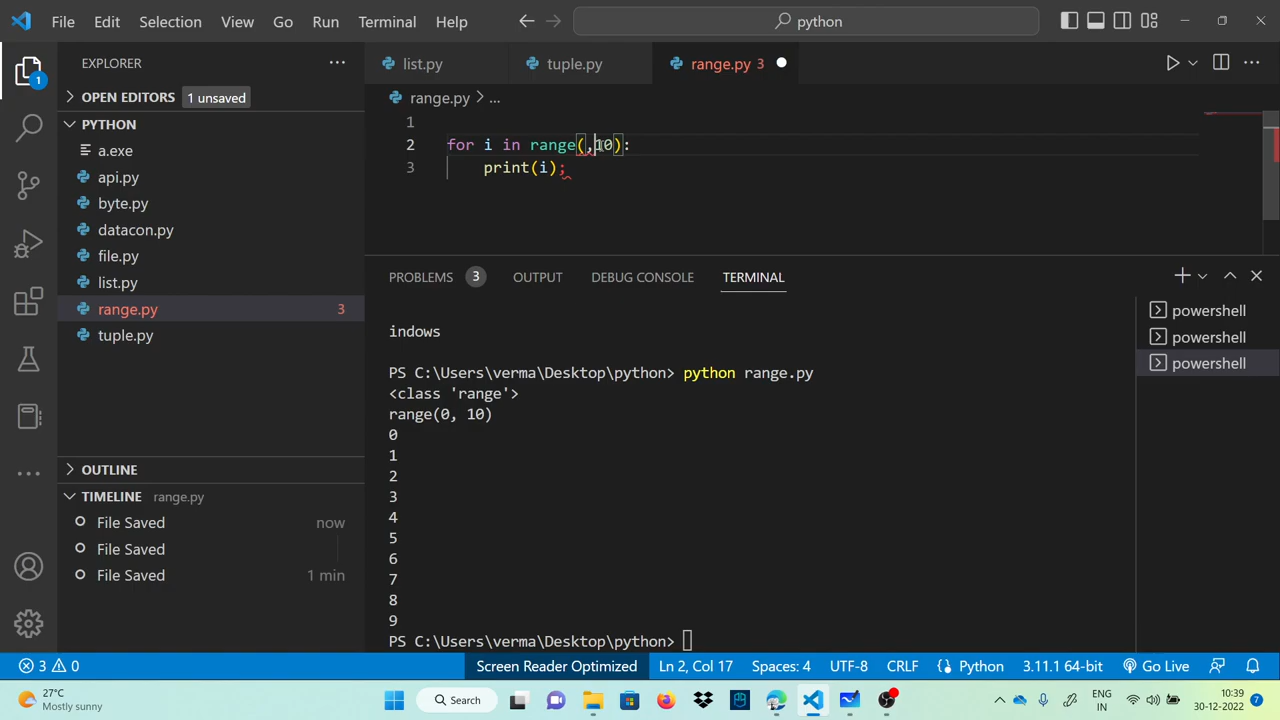 File Edit Selection View Go Run Terminal Help
python
EXPLORER
OPEN EDITORS 1 unsaved
PYTHON
a.exe
api.py
byte.py
datacon.py
file.py
list.py
range.py 3
tuple.py
OUTLINE
TIMELINE range.py
File Saved now
File Saved
File Saved 1 min
1
list.py tuple.py range.py 3
range.py > ...
1
2 for i in range(,10):
3 print(i);
PROBLEMS 3 OUTPUT DEBUG CONSOLE TERMINAL
indows
PS C:\Users\verma\Desktop\python> python range.py
<class 'range'>
range(0, 10)
0
1
2
3
4
5
6
7
8
9
PS C:\Users\verma\Desktop\python>
powershell
powershell
powershell
3 0 Screen Reader Optimized Ln 2, Col 17 Spaces: 4 UTF-8 CRLF Python 3.11.1 64-bit Go Live
27°C
Mostly sunny
Search
ENG
IN
10:39
30-12-2022
7